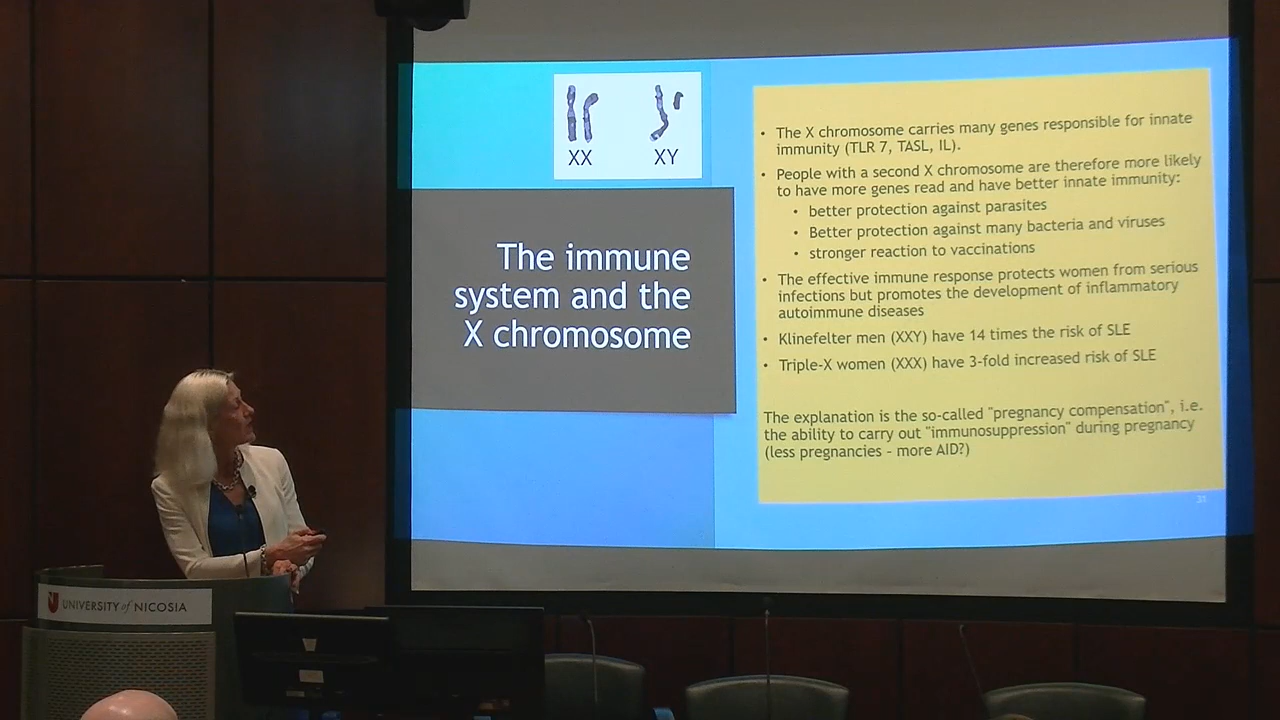 XX XY
The immune
system and the
X chromosome
• The X chromosome carries many genes responsible for innate
immunity (TLR 7, TASL, IL).
• People with a second X chromosome are therefore more likely
to have more genes read and have better innate immunity:
• better protection against parasites
• Better protection against many bacteria and viruses
• stronger reaction to vaccinations
• The effective immune response protects women from serious
infections but promotes the development of inflammatory
autoimmune diseases
• Klinefelter men (XXY) have 14 times the risk of SLE
• Triple-X women (XXX) have 3-fold increased risk of SLE
The explanation is the so-called "pregnancy compensation", i.e.
the ability to carry out "immunosuppression" during pregnancy
(less pregnancies - more AID?)
31
UNIVERSITY of NICOSIA